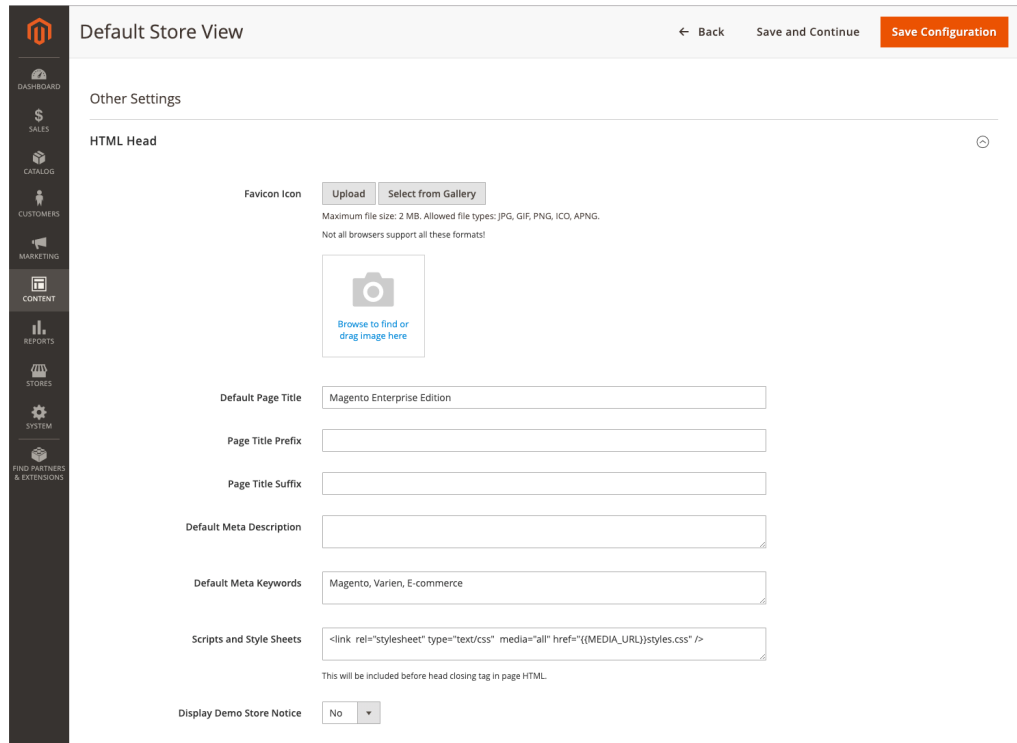 Default Store View
← Back
Save and Continue
Save Configuration
DASHBOARD
$
SALES
CATALOG
CUSTOMERS
MARKETING
CONTENT
REPORTS
STORES
SYSTEM
FIND PARTNERS
& EXTENSIONS
Other Settings
HTML Head
Favicon Icon
Upload
Select from Gallery
Maximum file size: 2 MB. Allowed file types: JPG, GIF, PNG, ICO, APNG.
Not all browsers support all these formats!
Browse to find or
drag image here
Default Page Title
Magento Enterprise Edition
Page Title Prefix
Page Title Suffix
Default Meta Description
Default Meta Keywords
Magento, Varien, E-commerce
Scripts and Style Sheets
<link rel="stylesheet" type="text/css" media="all" href="{{MEDIA_URL}}styles.css" />
This will be included before head closing tag in page HTML.
Display Demo Store Notice
No